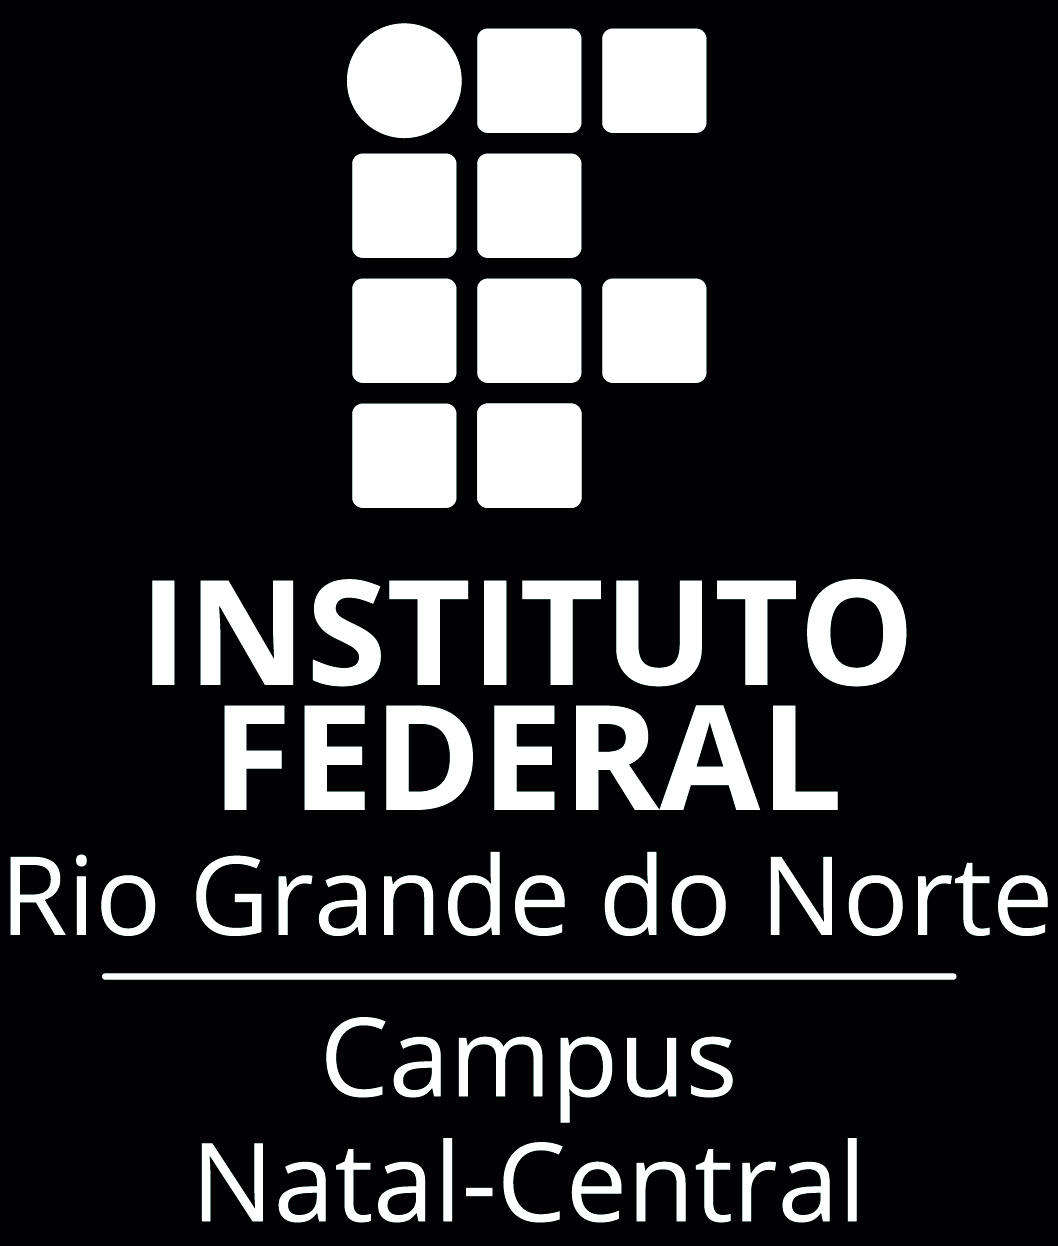 INSTITUTO
FEDERAL
Rio Grande do Norte
Campus
Natal-Central